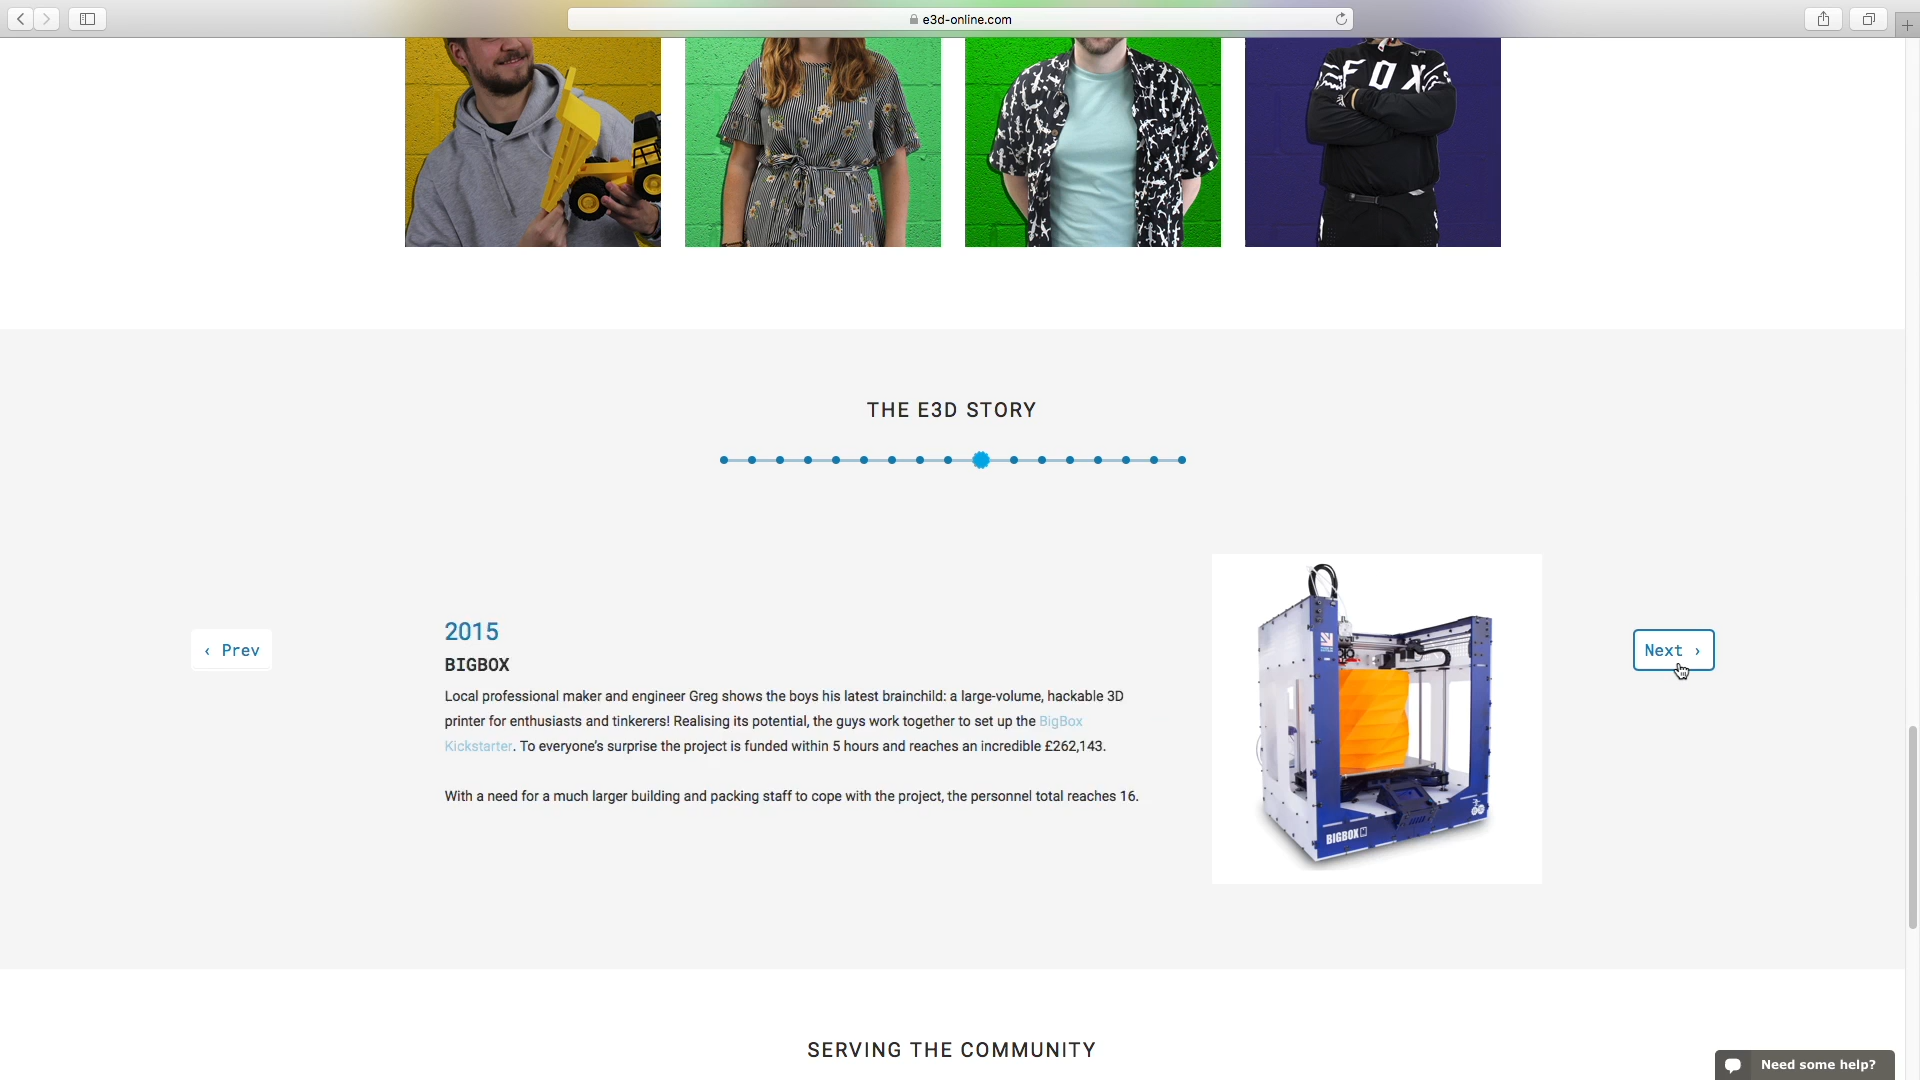 e3d-online.com
FOX
THE E3D STORY
‹ Prev
2015
BIGBOX
Local professional maker and engineer Greg shows the boys his latest brainchild: a large-volume, hackable 3D
printer for enthusiasts and tinkerers! Realising its potential, the guys work together to set up the BigBox
Kickstarter. To everyone's surprise the project is funded within 5 hours and reaches an incredible £262,143.
With a need for a much larger building and packing staff to cope with the project, the personnel total reaches 16.
BIGBOX
Next ›
SERVING THE COMMUNITY
Need some help?